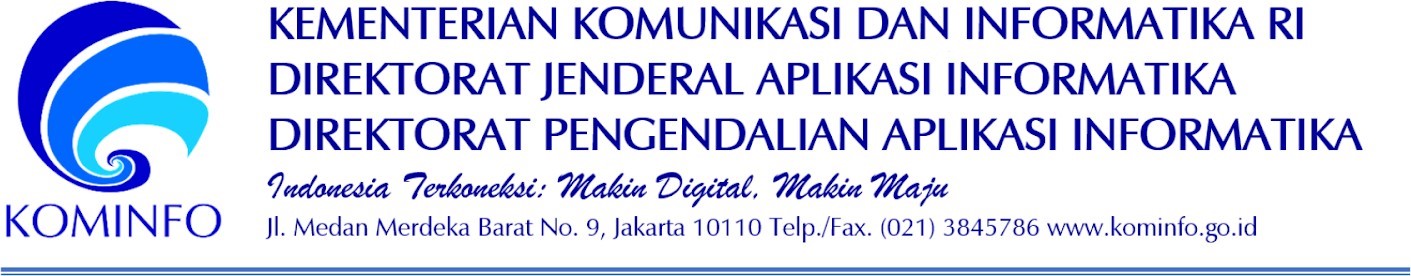 KEMENTERIAN KOMUNIKASI DAN INFORMATIKA RI
DIREKTORAT JENDERAL APLIKASI INFORMATIKA
DIREKTORAT PENGENDALIAN APLIKASI INFORMATIKA
Indonesia Terkoneksi: Makin Digital, Makin Maju
Jl. Medan Merdeka Barat No. 9, Jakarta 10110 Telp./Fax. (021) 3845786 www.kominfo.go.id
KOMINFO